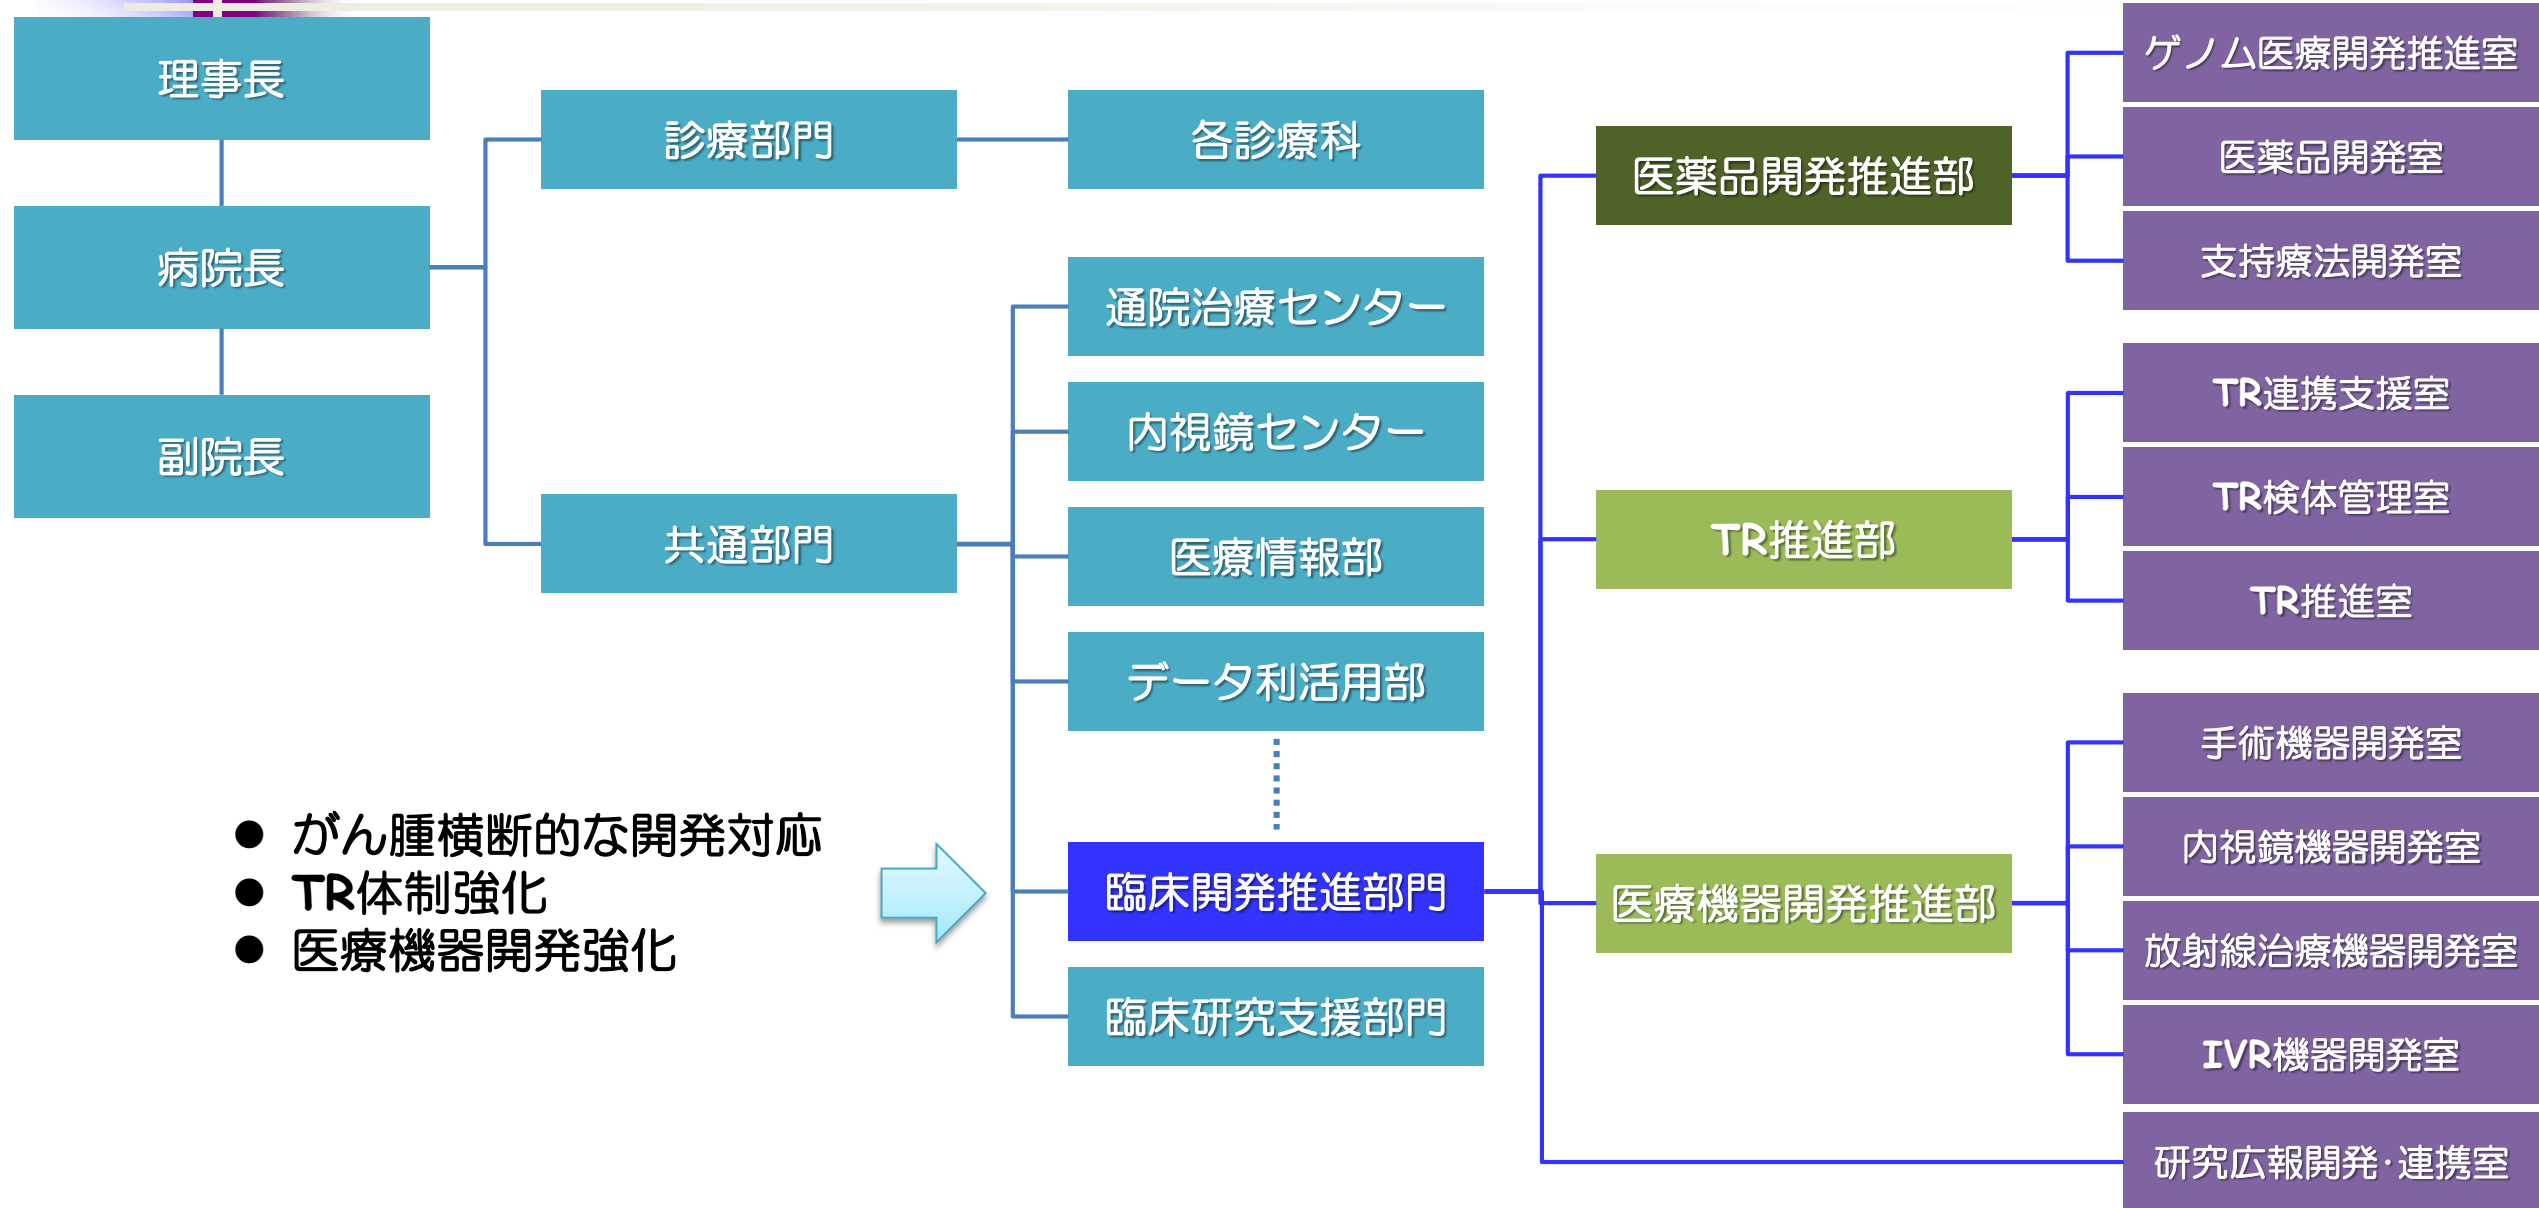 理事長
病院長
副院長
診療部門
共通部門
各診療科
通院治療センター
内視鏡センター
医療情報部
データ利活用部
臨床開発推進部門
臨床研究支援部門
● がん腫横断的な開発対応
● TR体制強化
● 医療機器開発強化
医薬品開発推進部
TR推進部
医療機器開発推進部
ゲノム医療開発推進室
医薬品開発室
支持療法開発室
TR連携支援室
TR検体管理室
TR推進室
手術機器開発室
内視鏡機器開発室
放射線治療機器開発室
IVR機器開発室
研究広報開発・連携室